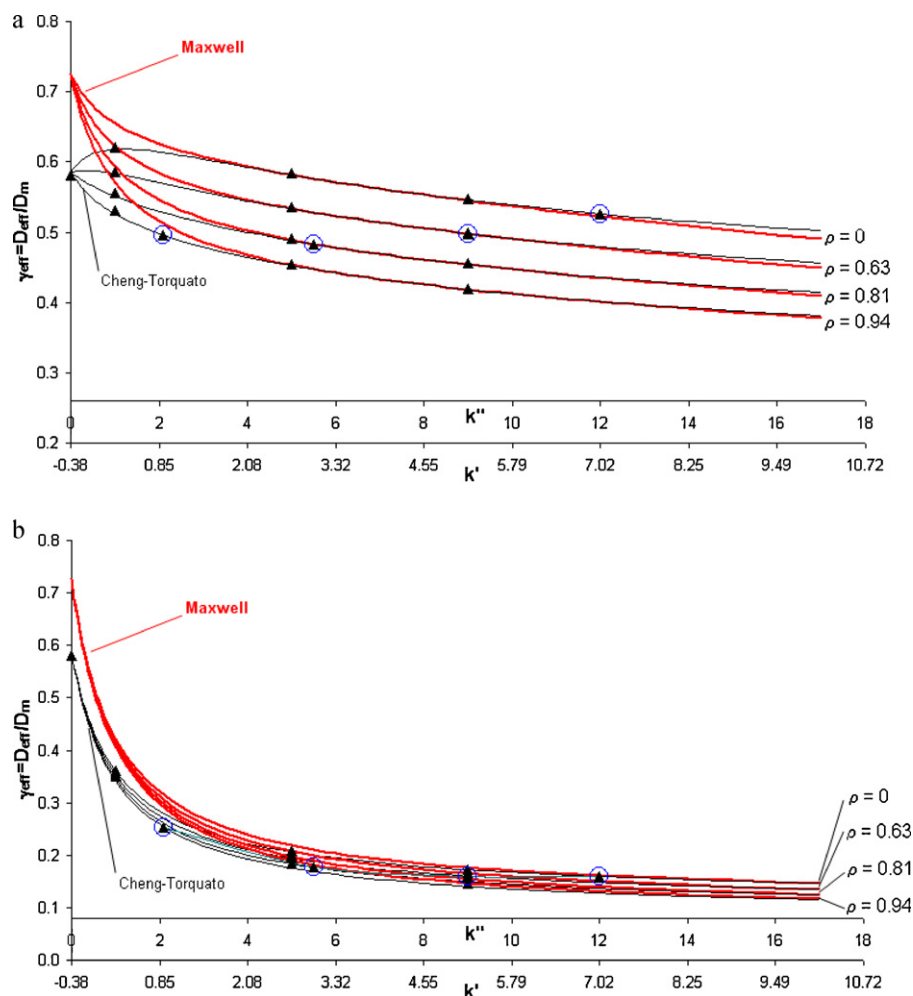 a
0.8
Maxwell
0.7
0.6
γeff=Deff/Dm
0.5
Cheng-Torquato
0.4
0.3
0.2
ρ = 0
ρ = 0.63
ρ = 0.81
ρ = 0.94
0 2 4 6 8 10 12 14 16 18
k''
-0.38 0.85 2.08 3.32 4.55 5.79 7.02 8.25 9.49 10.72
k'
b
0.8
0.7
Maxwell
0.6
0.5
γeff=Deff/Dm
0.4
0.3
0.2
Cheng-Torquato
0.1
0.0
ρ = 0
ρ = 0.63
ρ = 0.81
ρ = 0.94
0 2 4 6 8 10 12 14 16 18
k''
-0.38 0.85 2.08 3.32 4.55 5.79 7.02 8.25 9.49 10.72
k'